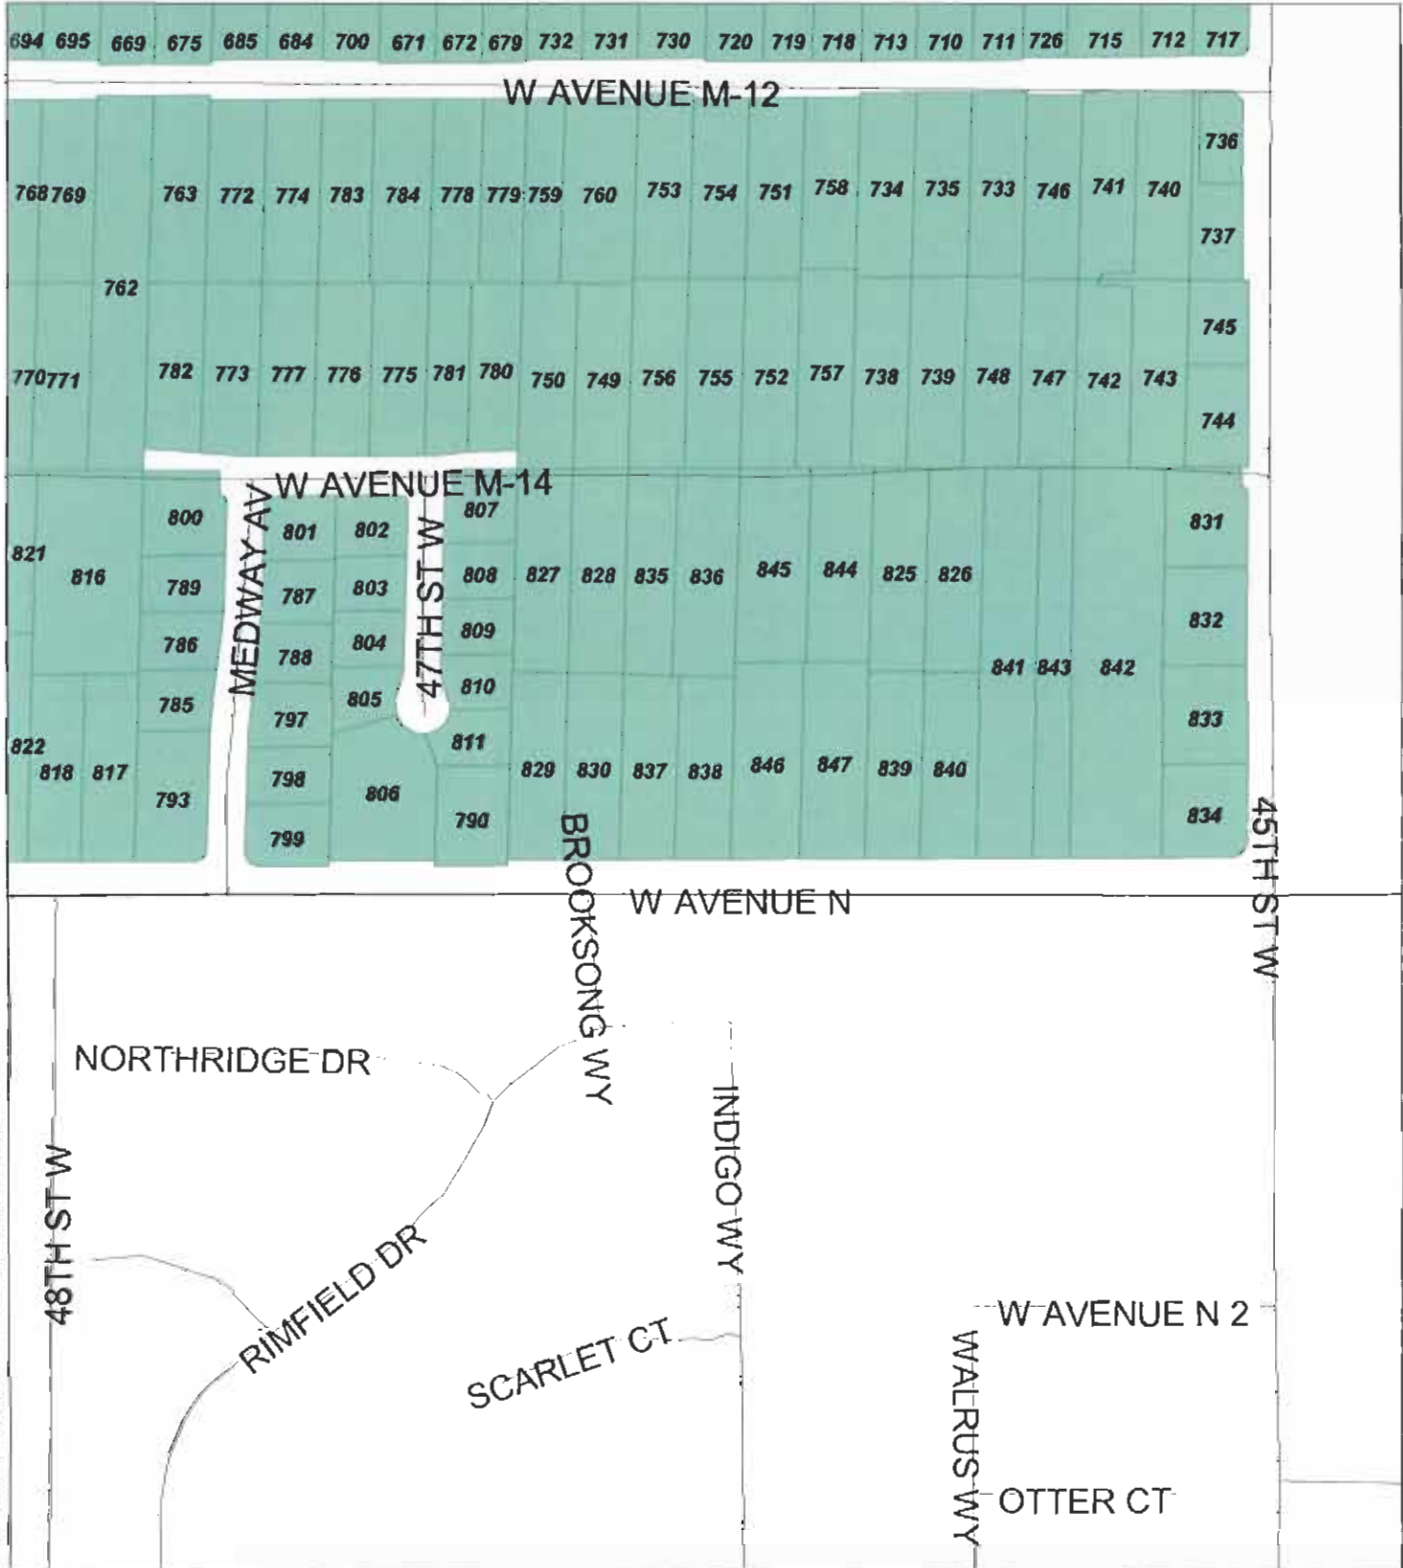 694 695 669 675 685 684 700 671 672 679 732 731 730 720 719 718 713 710 711 726 715 712 717
W AVENUE M-12
736
768 769 763 772 774 783 784 778 779 759 760 753 754 751 758 734 735 733 746 741 740
737
762
745
770 771 782 773 777 776 775 781 780 750 749 756 755 752 757 738 739 748 747 742 743
744
W AVENUE M-14
800 801 802 807 831
821 816 789 787 803 808 827 828 835 836 845 844 825 826
MEDWAY AV
47TH ST W
786 788 804 809 832
785 797 805 810 841 843 842
811 833
822 818 817 793 798 806 829 830 837 838 846 847 839 840
799 790 834
BROOKSONG WY
45TH ST W
W AVENUE N
NORTHRIDGE DR
INDIGO WY
48TH ST W
RIMFIELD DR
SCARLET CT
W AVENUE N 2
WALRUS WY
OTTER CT